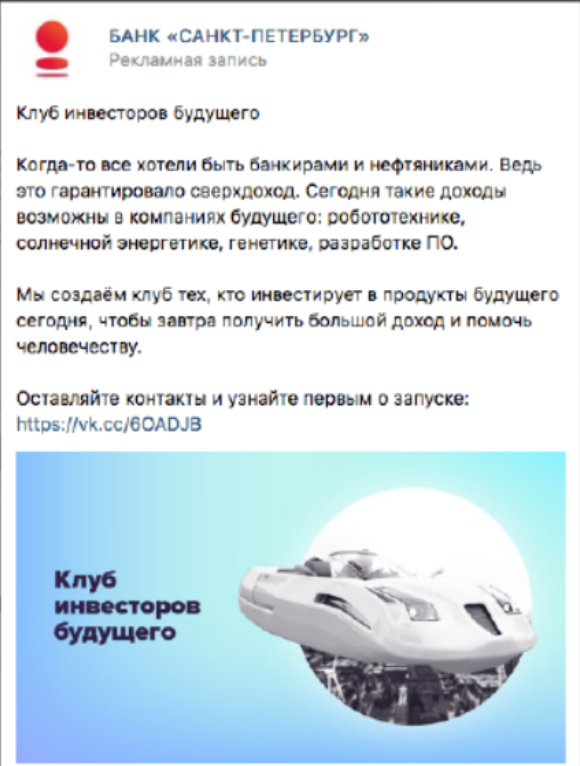 БАНК «САНКТ-ПЕТЕРБУРГ»
Рекламная запись
Клуб инвесторов будущего
Когда-то все хотели быть банкирами и нефтяниками. Ведь
это гарантировало сверхдоход. Сегодня такие доходы
возможны в компаниях будущего: робототехнике,
солнечной энергетике, генетике, разработке ПО.
Мы создаём клуб тех, кто инвестирует в продукты будущего
сегодня, чтобы завтра получить большой доход и помочь
человечеству.
Оставляйте контакты и узнайте первым о запуске:
https://vk.cc/6OADJB
Клуб
инвесторов
будущего